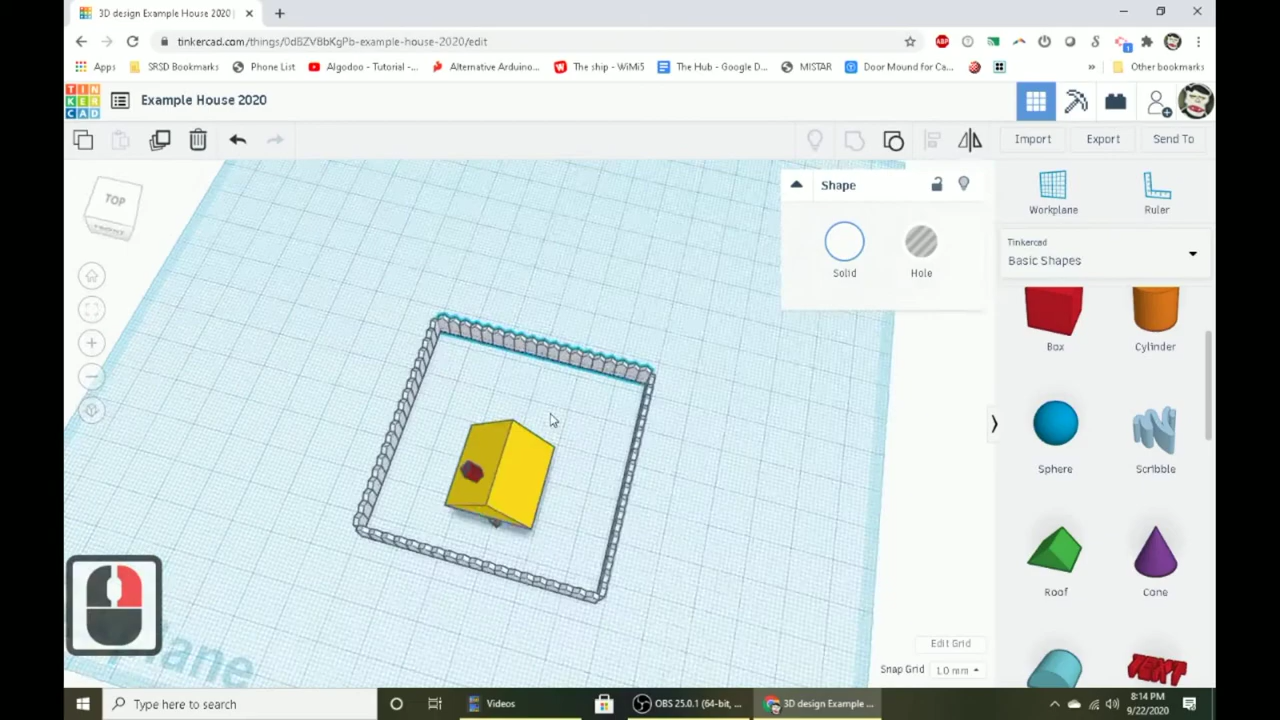 3D design Example House 2020 |
tinkercad.com/things/0dBZVBbKgPb-example-house-2020/edit
ABP
Apps
SRSD Bookmarks
Phone List
Algodoo - Tutorial -...
Alternative Arduino...
The ship - WiMi5
The Hub - Google D...
MISTAR
Door Mound for Ca...
»
Other bookmarks
TIN
KER
CAD
Example House 2020
Import
Export
Send To
TOP
FRONT
Shape
Solid
Hole
Workplane
Ruler
Tinkercad
Basic Shapes
Box
Cylinder
Sphere
Scribble
Roof
Cone
TEXT
plane
Edit Grid
Snap Grid
1.0 mm
Type here to search
Videos
OBS 25.0.1 (64-bit, ...
3D design Example ...
8:14 PM
9/22/2020